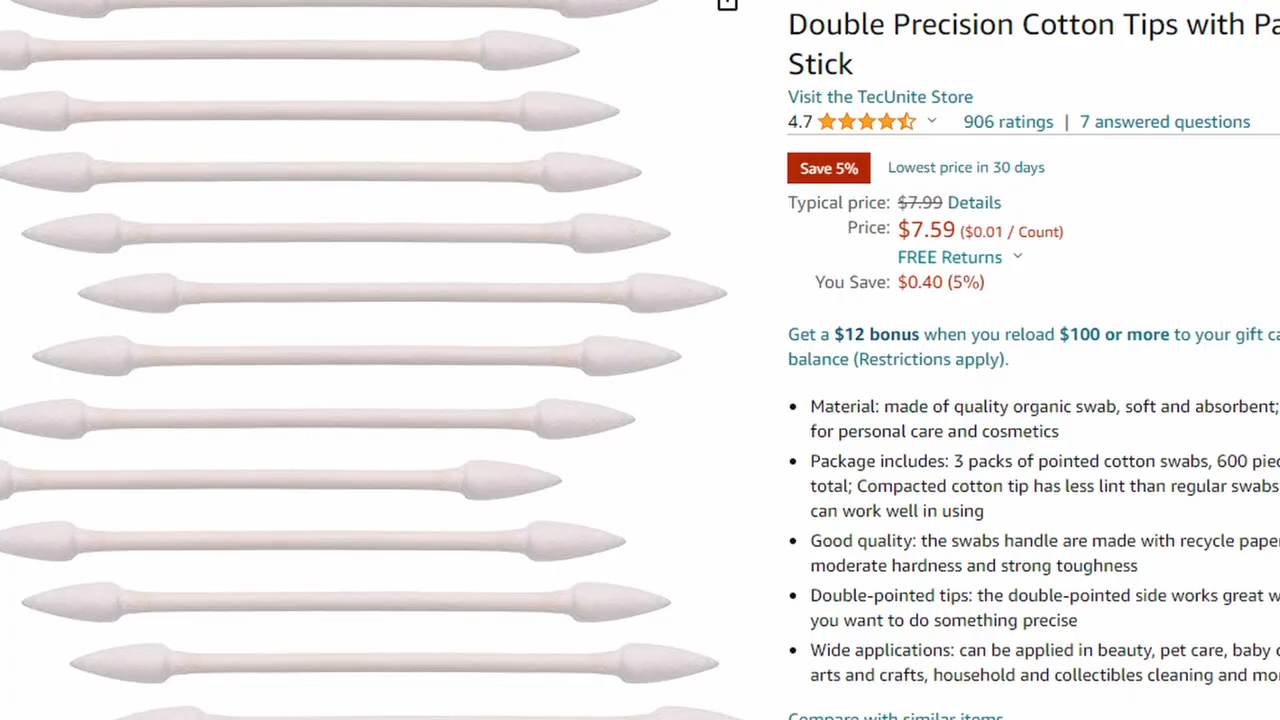 Double Precision Cotton Tips with
Stick
Visit the TecUnite Store
4.7
906 ratings | 7 answered questions
Save 5% Lowest price in 30 days
Typical price: $7.99 Details
Price: $7.59 ($0.01 / Count)
FREE Returns
You Save: $0.40 (5%)
Get a $12 bonus when you reload $100 or more to your gift
balance (Restrictions apply).
• Material: made of quality organic swab, soft and absorbent;
for personal care and cosmetics
• Package includes: 3 packs of pointed cotton swabs, 600
total; Compacted cotton tip has less lint than regular swabs
can work well in using
• Good quality: the swabs handle are made with recycle paper
moderate hardness and strong toughness
• Double-pointed tips: the double-pointed side works great
you want to do something precise
• Wide applications: can be applied in beauty, pet care, baby
arts and crafts, household and collectibles cleaning and
Compare with similar items